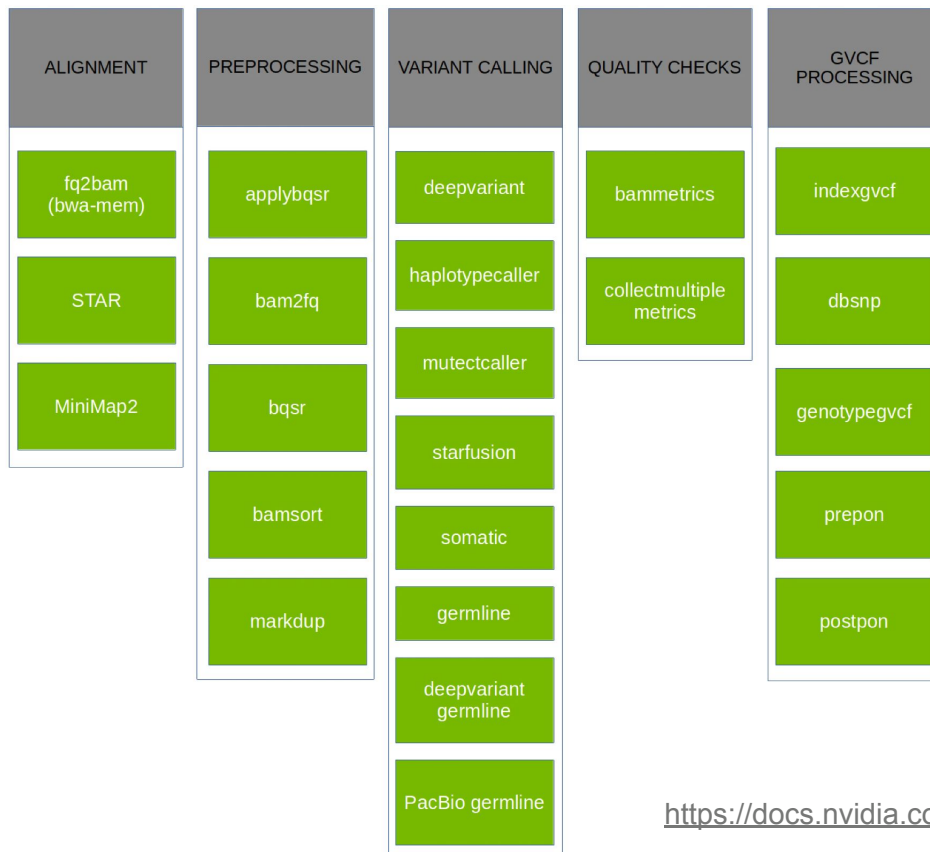 ALIGNMENT
fq2bam
(bwa-mem)
STAR
MiniMap2
PREPROCESSING
applybqsr
bam2fq
bqsr
bamsort
markdup
VARIANT CALLING
deepvariant
haplotypecaller
mutectcaller
starfusion
somatic
germline
deepvariant
germline
PacBio germline
QUALITY CHECKS
bammetrics
collectmultiple
metrics
GVCF
PROCESSING
indexgvcf
dbsnp
genotypegvcf
prepon
postpon
https://docs.nvidia.co